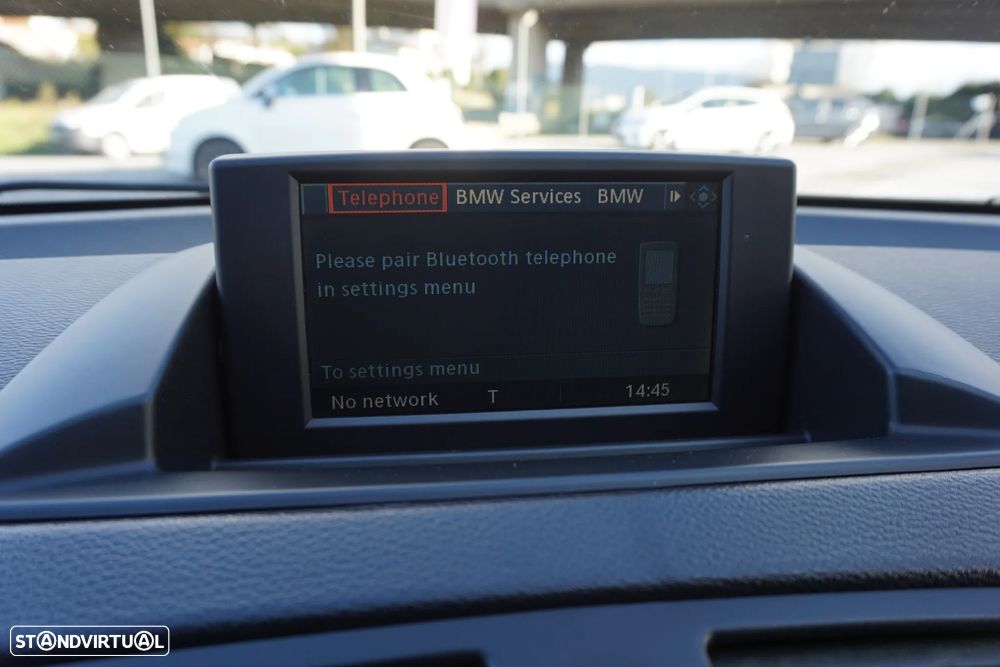 Telephone BMW Services BMW
Please pair Bluetooth telephone
in settings menu
To settings menu
No network T 14:45
STANDVIRTUAL